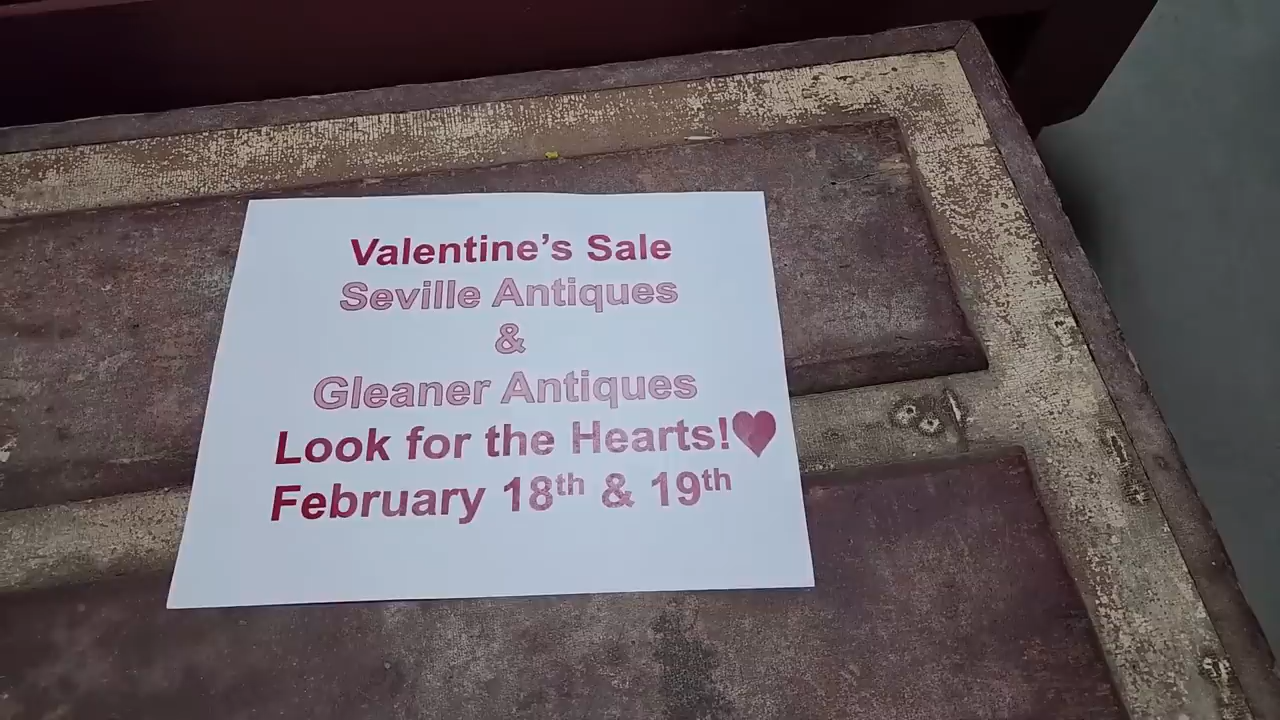 Valentine’s Sale
Seville Antiques
&
Gleaner Antiques
Look for the Hearts!♥
February 18th & 19th